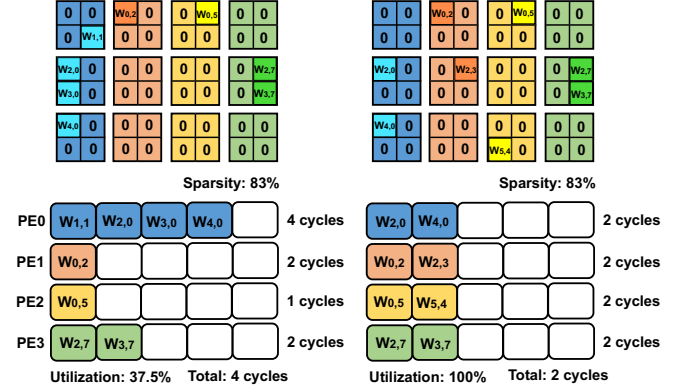 0 0 W0,2 0 0 W0,5 0 0 0 0 W0,2 0 0 W0,5 0 0
0 W1,1 0 0 0 0 0 0 0 0 0 0 0 0 0 0
W2,0 0 0 0 0 0 0 W2,7 W2,0 0 0 W2,3 0 0 0 W2,7
W3,0 0 0 0 0 0 0 W3,7 0 0 0 0 0 0 0 W3,7
W4,0 0 0 0 0 0 0 0 W4,0 0 0 0 0 0 0 0
0 0 0 0 0 0 0 0 0 0 0 0 W5,4 0 0 0
Sparsity: 83% Sparsity: 83%
PE0 W1,1 W2,0 W3,0 W4,0 4 cycles W2,0 W4,0 2 cycles
PE1 W0,2 2 cycles W0,2 W2,3 2 cycles
PE2 W0,5 1 cycles W0,5 W5,4 2 cycles
PE3 W2,7 W3,7 2 cycles W2,7 W3,7 2 cycles
Utilization: 37.5% Total: 4 cycles Utilization: 100% Total: 2 cycles